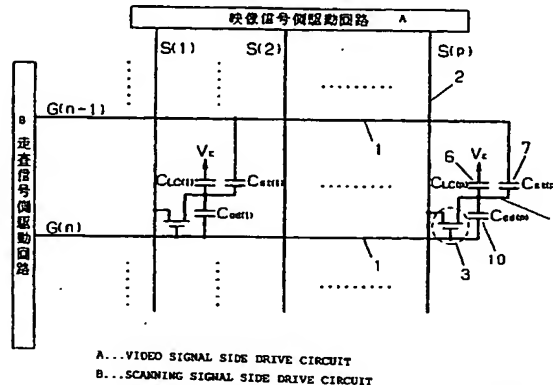 映像信号側駆動回路 A
S(1) S(2) S(p)
2
G(n-1)
B 走査信号側駆動回路
1
7
Vc 6 Vc
CLC(1) Cst(1) CLC(p) Cst(p
G(n) Cgd(1) Cgd(p)
1 3 10
A...VIDEO SIGNAL SIDE DRIVE CIRCUIT
B...SCANNING SIGNAL SIDE DRIVE CIRCUIT